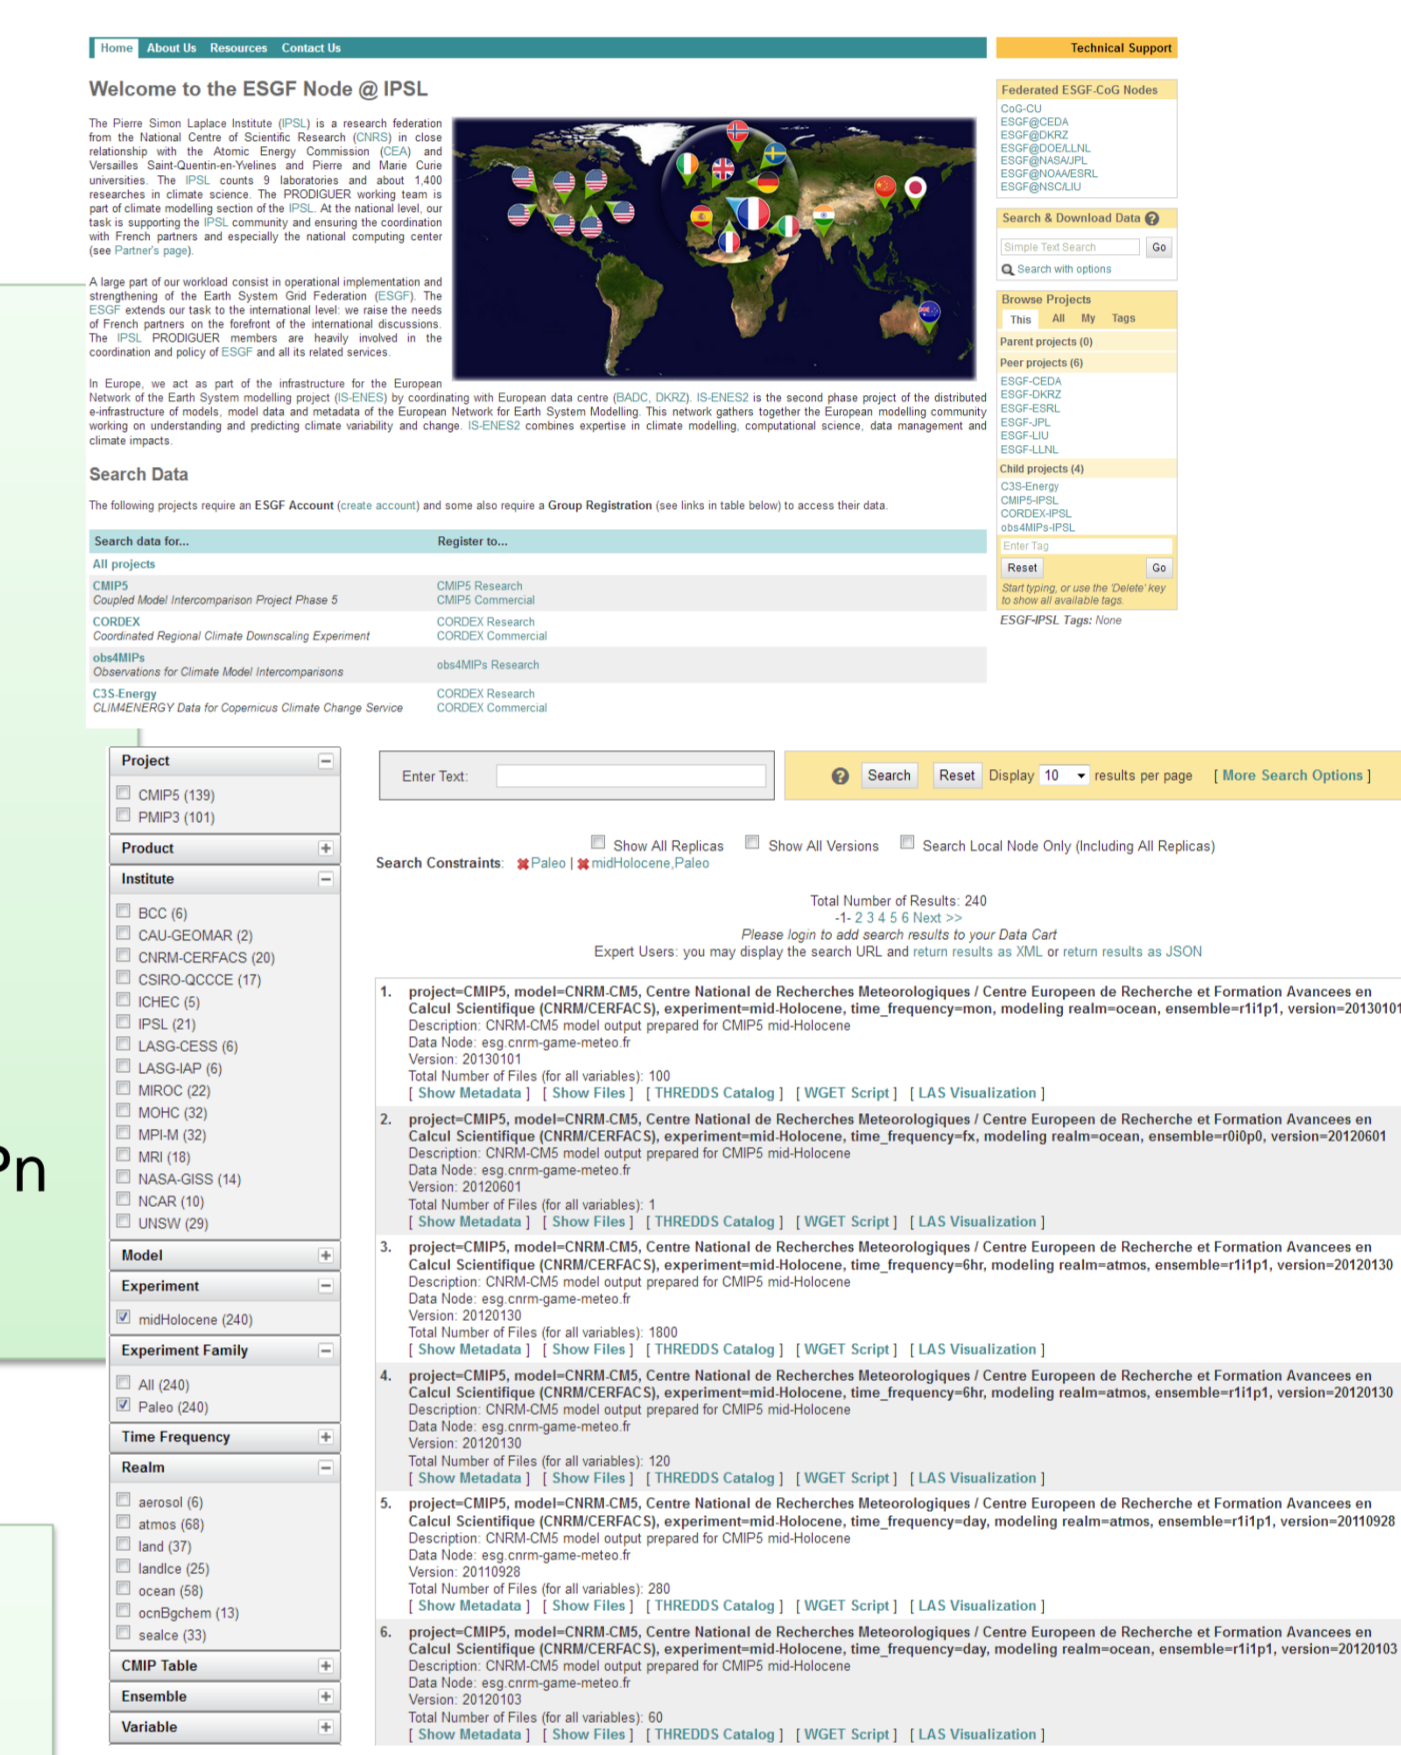 Home About Us Resources Contact Us
Technical Support
Welcome to the ESGF Node @ IPSL
The Pierre Simon Laplace Institute (IPSL) is a research federation
from the National Centre of Scientific Research (CNRS) in close
relationship with the Atomic Energy Commission (CEA) and
Versailles Saint-Quentin-en-Yvelines and Pierre and Marie Curie
universities. The IPSL counts 9 laboratories and about 1,400
researches in climate science. The PRODIGUER working team is
part of climate modelling section of the IPSL. At the national level, our
task is supporting the IPSL community and ensuring the coordination
with French partners and especially the national computing center
(see Partner's page).
A large part of our workload consist in operational implementation and
strengthening of the Earth System Grid Federation (ESGF). The
ESGF extends our task to the international level: we raise the needs
of French partners on the forefront of the international discussions.
The IPSL PRODIGUER members are heavily involved in the
coordination and policy of ESGF and all its related services.
In Europe, we act as part of the infrastructure for the European
Network of the Earth System modelling project (IS-ENES) by coordinating with European data centre (BADC, DKRZ). IS-ENES2 is the second phase project of the distributed
e-infrastructure of models, model data and metadata of the European Network for Earth System Modelling. This network gathers together the European modelling community
working on understanding and predicting climate variability and change. IS-ENES2 combines expertise in climate modelling, computational science, data management and
climate impacts.
Search Data
The following projects require an ESGF Account (create account) and some also require a Group Registration (see links in table below) to access their data.
Search data for... Register to...
All projects
CMIP5 CMIP5 Research
Coupled Model Intercomparison Project Phase 5 CMIP5 Commercial
CORDEX CORDEX Research
Coordinated Regional Climate Downscaling Experiment CORDEX Commercial
obs4MIPs
Observations for Climate Model Intercomparisons obs4MIPs Research
C3S-Energy CORDEX Research
CLIM4ENERGY Data for Copernicus Climate Change Service CORDEX Commercial
Federated ESGF-CoG Nodes
CoG-CU
ESGF@CEDA
ESGF@DKRZ
ESGF@DOE/LLNL
ESGF@NASA/JPL
ESGF@NOAA/ESRL
ESGF@NSC/LIU
Search & Download Data ?
Simple Text Search Go
Search with options
Browse Projects
This All My Tags
Parent projects (0)
Peer projects (6)
ESGF-CEDA
ESGF-DKRZ
ESGF-ESRL
ESGF-JPL
ESGF-LIU
ESGF-LLNL
Child projects (4)
C3S-Energy
CMIP5-IPSL
CORDEX-IPSL
obs4MIPs-IPSL
Enter Tag
Reset Go
Start typing, or use the 'Delete' key
to show all available tags.
ESGF-IPSL Tags: None
Pn
Project
CMIP5 (139)
PMIP3 (101)
Product
Institute
BCC (6)
CAU-GEOMAR (2)
CNRM-CERFACS (20)
CSIRO-QCCCE (17)
ICHEC (5)
IPSL (21)
LASG-CESS (6)
LASG-IAP (6)
MIROC (22)
MOHC (32)
MPI-M (32)
MRI (18)
NASA-GISS (14)
NCAR (10)
UNSW (29)
Model
Experiment
midHolocene (240)
Experiment Family
All (240)
Paleo (240)
Time Frequency
Realm
aerosol (6)
atmos (68)
land (37)
landIce (25)
ocean (58)
ocnBgchem (13)
seaIce (33)
CMIP Table
Ensemble
Variable
Enter Text: ? Search Reset Display 10 results per page [ More Search Options ]
Show All Replicas Show All Versions Search Local Node Only (Including All Replicas)
Search Constraints: Paleo | midHolocene,Paleo
Total Number of Results: 240
-1- 2 3 4 5 6 Next >>
Please login to add search results to your Data Cart
Expert Users: you may display the search URL and return results as XML or return results as JSON
1. project=CMIP5, model=CNRM-CM5, Centre National de Recherches Meteorologiques / Centre Europeen de Recherche et Formation Avancees en
Calcul Scientifique (CNRM/CERFACS), experiment=mid-Holocene, time_frequency=mon, modeling realm=ocean, ensemble=r1i1p1, version=20130101
Description: CNRM-CM5 model output prepared for CMIP5 mid-Holocene
Data Node: esg.cnrm-game-meteo.fr
Version: 20130101
Total Number of Files (for all variables): 100
[ Show Metadata ] [ Show Files ] [ THREDDS Catalog ] [ WGET Script ] [ LAS Visualization ]
2. project=CMIP5, model=CNRM-CM5, Centre National de Recherches Meteorologiques / Centre Europeen de Recherche et Formation Avancees en
Calcul Scientifique (CNRM/CERFACS), experiment=mid-Holocene, time_frequency=fx, modeling realm=ocean, ensemble=r0i0p0, version=20120601
Description: CNRM-CM5 model output prepared for CMIP5 mid-Holocene
Data Node: esg.cnrm-game-meteo.fr
Version: 20120601
Total Number of Files (for all variables): 1
[ Show Metadata ] [ Show Files ] [ THREDDS Catalog ] [ WGET Script ] [ LAS Visualization ]
3. project=CMIP5, model=CNRM-CM5, Centre National de Recherches Meteorologiques / Centre Europeen de Recherche et Formation Avancees en
Calcul Scientifique (CNRM/CERFACS), experiment=mid-Holocene, time_frequency=6hr, modeling realm=atmos, ensemble=r1i1p1, version=20120130
Description: CNRM-CM5 model output prepared for CMIP5 mid-Holocene
Data Node: esg.cnrm-game-meteo.fr
Version: 20120130
Total Number of Files (for all variables): 1800
[ Show Metadata ] [ Show Files ] [ THREDDS Catalog ] [ WGET Script ] [ LAS Visualization ]
4. project=CMIP5, model=CNRM-CM5, Centre National de Recherches Meteorologiques / Centre Europeen de Recherche et Formation Avancees en
Calcul Scientifique (CNRM/CERFACS), experiment=mid-Holocene, time_frequency=6hr, modeling realm=atmos, ensemble=r1i1p1, version=20120130
Description: CNRM-CM5 model output prepared for CMIP5 mid-Holocene
Data Node: esg.cnrm-game-meteo.fr
Version: 20120130
Total Number of Files (for all variables): 120
[ Show Metadata ] [ Show Files ] [ THREDDS Catalog ] [ WGET Script ] [ LAS Visualization ]
5. project=CMIP5, model=CNRM-CM5, Centre National de Recherches Meteorologiques / Centre Europeen de Recherche et Formation Avancees en
Calcul Scientifique (CNRM/CERFACS), experiment=mid-Holocene, time_frequency=day, modeling realm=atmos, ensemble=r1i1p1, version=20110928
Description: CNRM-CM5 model output prepared for CMIP5 mid-Holocene
Data Node: esg.cnrm-game-meteo.fr
Version: 20110928
Total Number of Files (for all variables): 280
[ Show Metadata ] [ Show Files ] [ THREDDS Catalog ] [ WGET Script ] [ LAS Visualization ]
6. project=CMIP5, model=CNRM-CM5, Centre National de Recherches Meteorologiques / Centre Europeen de Recherche et Formation Avancees en
Calcul Scientifique (CNRM/CERFACS), experiment=mid-Holocene, time_frequency=day, modeling realm=ocean, ensemble=r1i1p1, version=20120103
Description: CNRM-CM5 model output prepared for CMIP5 mid-Holocene
Data Node: esg.cnrm-game-meteo.fr
Version: 20120103
Total Number of Files (for all variables): 60
[ Show Metadata ] [ Show Files ] [ THREDDS Catalog ] [ WGET Script ] [ LAS Visualization ]